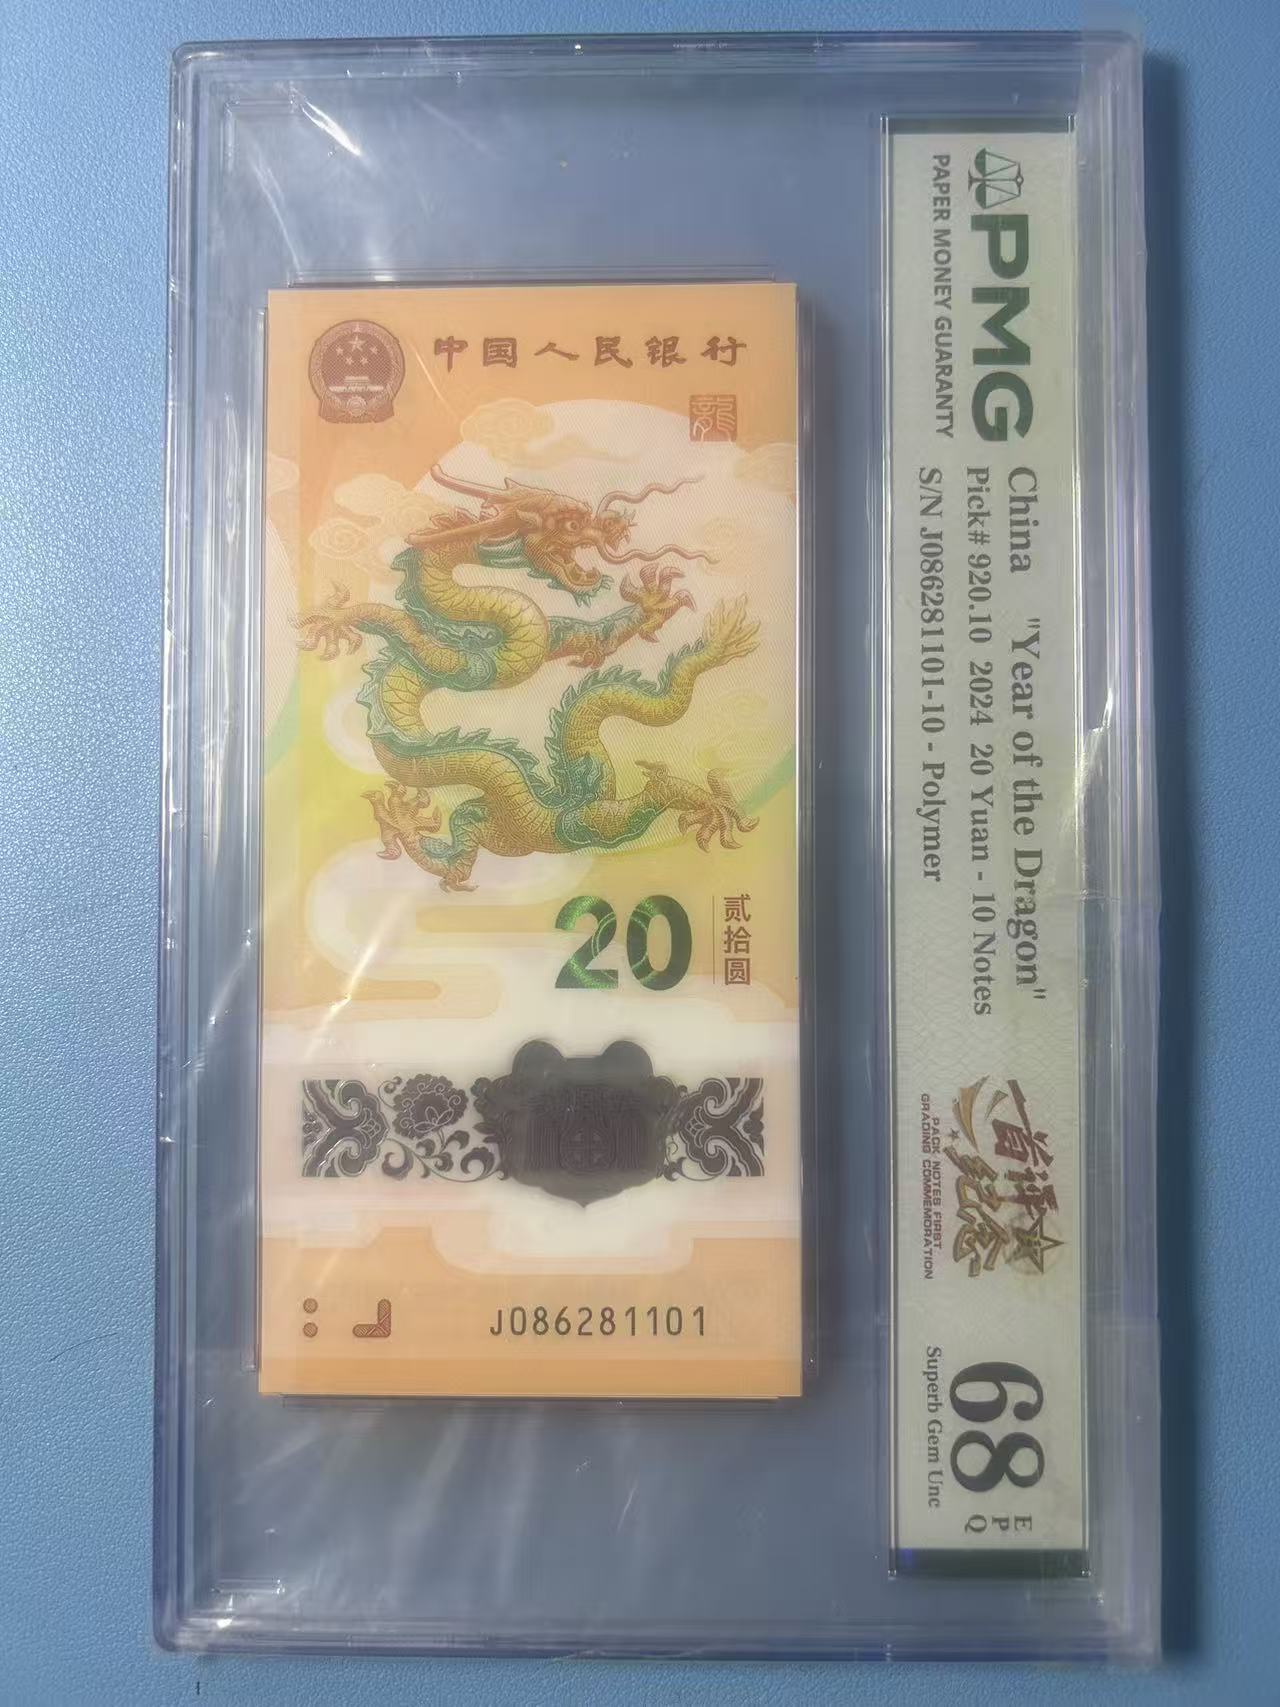 中国人民银行
龍
20
贰拾圆
J086281101
PMG
PAPER MONEY GUARANTY
China "Year of the Dragon"
Pick# 920.10 2024 20 Yuan - 10 Notes
S/N J086281101-10 - Polymer
首评
纪念
PACK NOTES FIRST
GRADING COMMEMORATION
68
EPQ
Superb Gem Unc